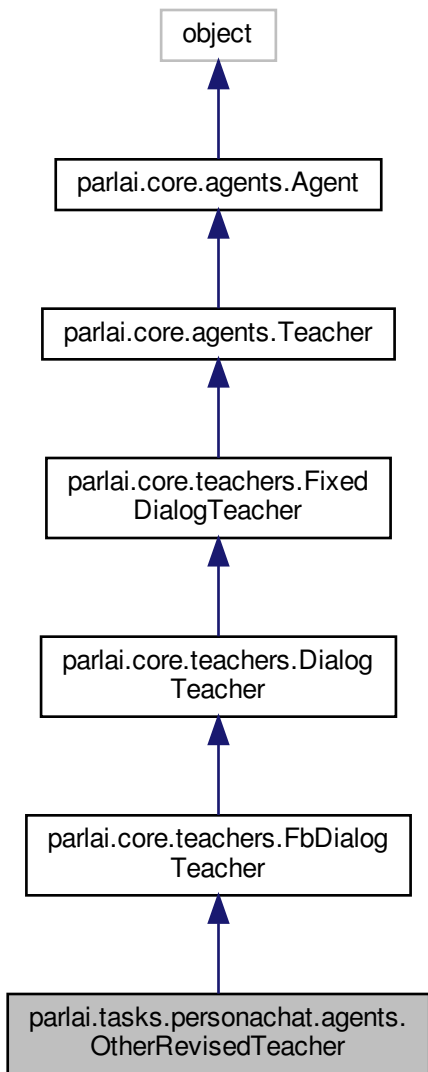 object
parlai.core.agents.Agent
parlai.core.agents.Teacher
parlai.core.teachers.Fixed
DialogTeacher
parlai.core.teachers.Dialog
Teacher
parlai.core.teachers.FbDialog
Teacher
parlai.tasks.personachat.agents.
OtherRevisedTeacher